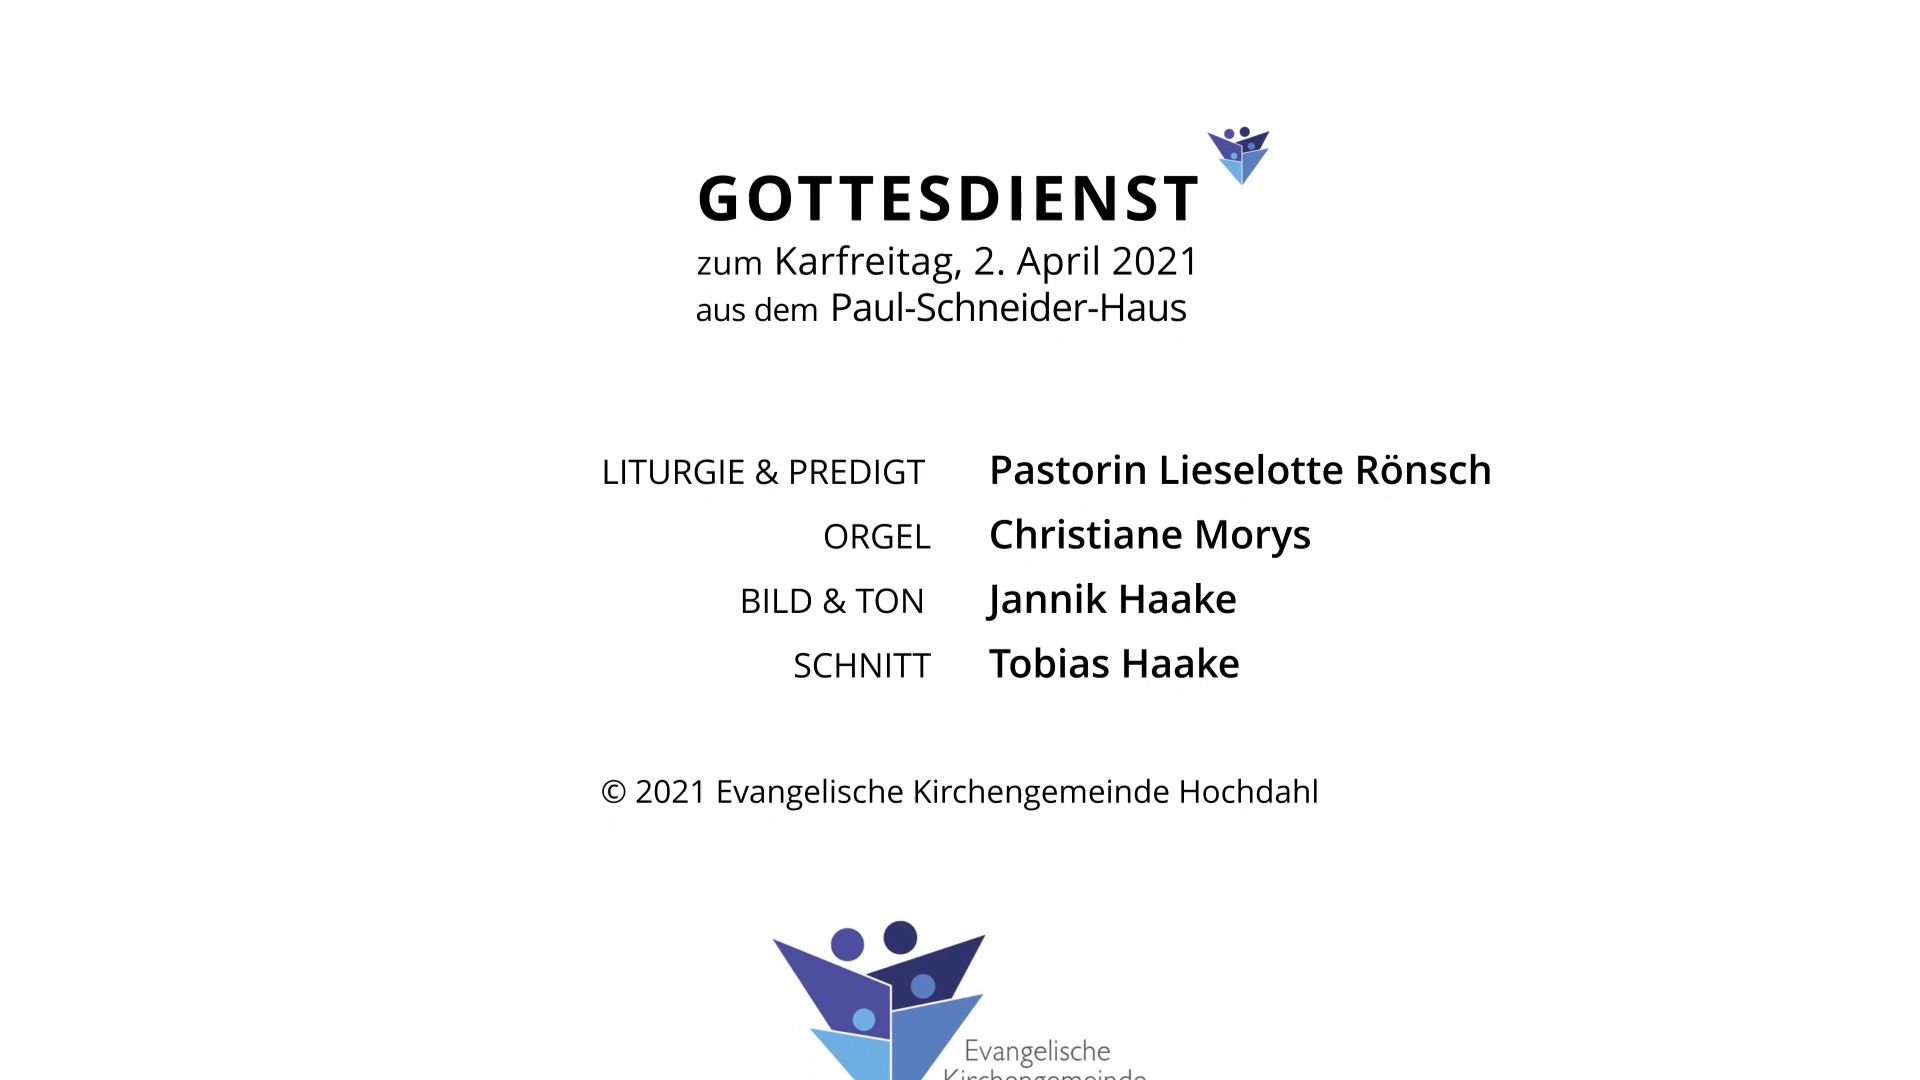 GOTTESDIENST
zum Karfreitag, 2. April 2021
aus dem Paul-Schneider-Haus
LITURGIE & PREDIGT Pastorin Lieselotte Rönsch
ORGEL Christiane Morys
BILD & TON Jannik Haake
SCHNITT Tobias Haake
© 2021 Evangelische Kirchengemeinde Hochdahl
Evangelische
Kirchengemeinde